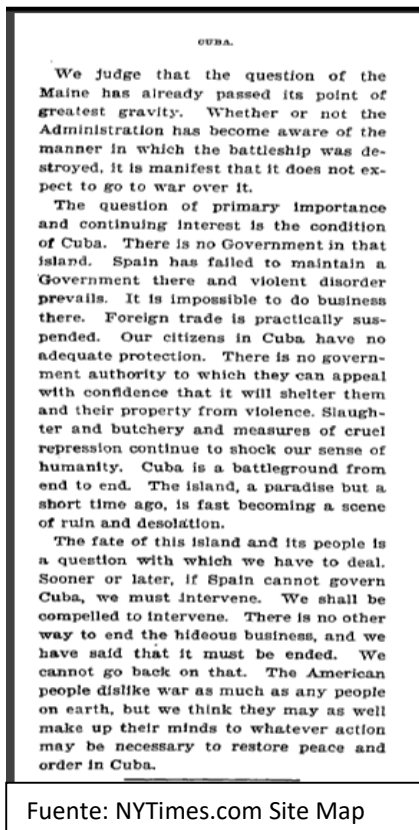 CUBA.
We judge that the question of the
Maine has already passed its point of
greatest gravity. Whether or not the
Administration has become aware of the
manner in which the battleship was de-
stroyed, it is manifest that it does not ex-
pect to go to war over it.
The question of primary importance
and continuing interest is the condition
of Cuba. There is no Government in that
island. Spain has failed to maintain a
Government there and violent disorder
prevails. It is impossible to do business
there. Foreign trade is practically sus-
pended. Our citizens in Cuba have no
adequate protection. There is no govern-
ment authority to which they can appeal
with confidence that it will shelter them
and their property from violence. Slaugh-
ter and butchery and measures of cruel
repression continue to shock our sense of
humanity. Cuba is a battleground from
end to end. The island, a paradise but a
short time ago, is fast becoming a scene
of ruin and desolation.
The fate of this island and its people is
a question with which we have to deal.
Sooner or later, if Spain cannot govern
Cuba, we must intervene. We shall be
compelled to intervene. There is no other
way to end the hideous business, and we
have said that it must be ended. We
cannot go back on that. The American
people dislike war as much as any people
on earth, but we think they may as well
make up their minds to whatever action
may be necessary to restore peace and
order in Cuba.
Fuente: NYTimes.com Site Map